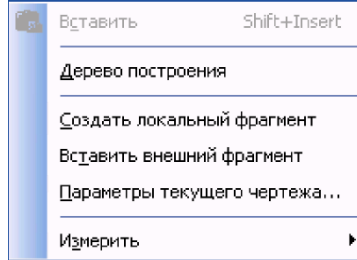 Вставить Shift+Insert
Дерево построения
Создать локальный фрагмент
Вставить внешний фрагмент
Параметры текущего чертежа...
Измерить